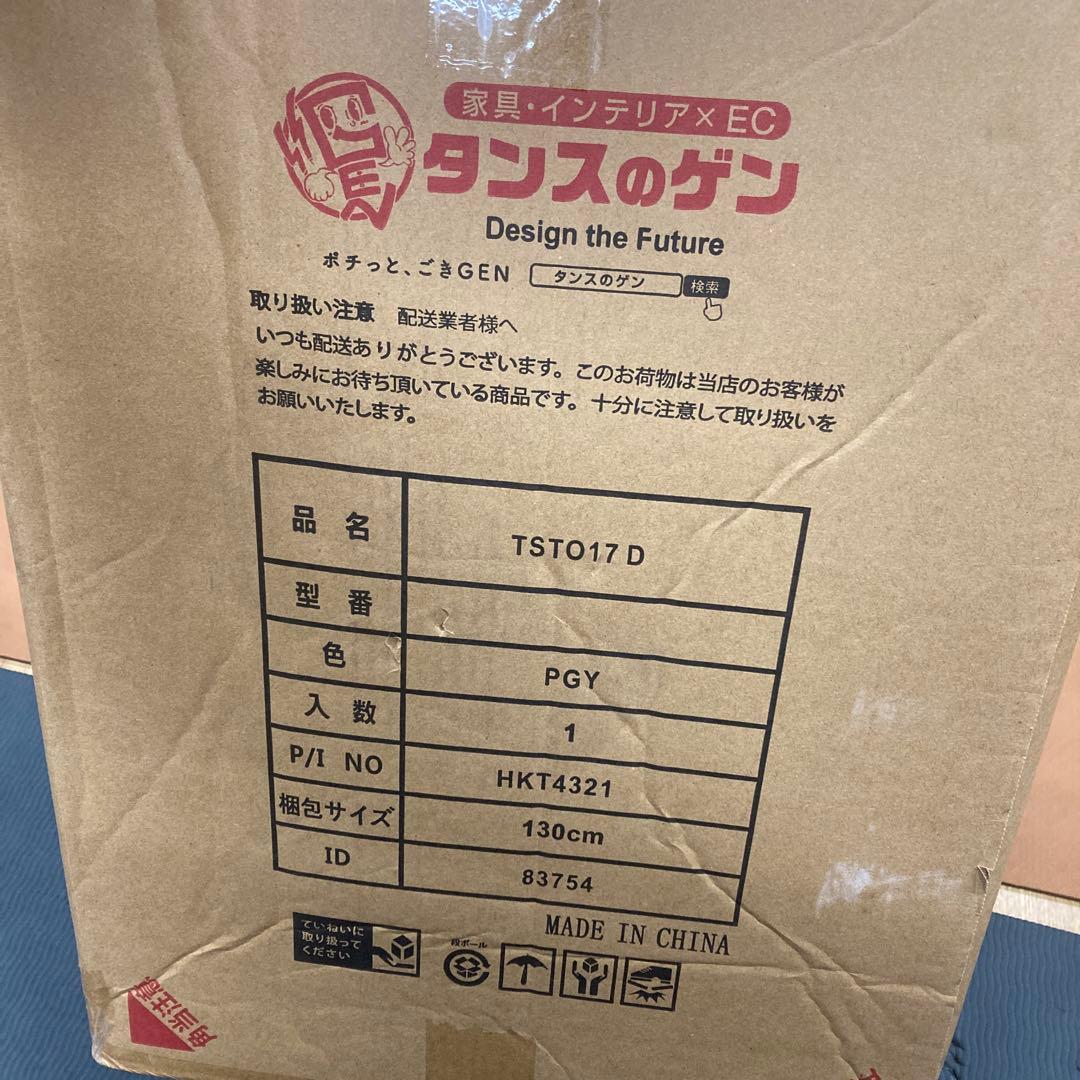 GEN
家具・インテリア×EC
タンスのゲン
Design the Future
ポチっと、ごきGEN タンスのゲン 検索
取り扱い注意 配送業者様へ
いつも配送ありがとうございます。このお荷物は当店のお客様が
楽しみにお待ち頂いている商品です。十分に注意して取り扱いを
お願いいたします。
品名 TSTO17 D
型番
色 PGY
入数 1
P/I NO HKT4321
梱包サイズ 130cm
ID 83754
MADE IN CHINA
ていねいに
取り扱って
ください
段ボール
角当注意